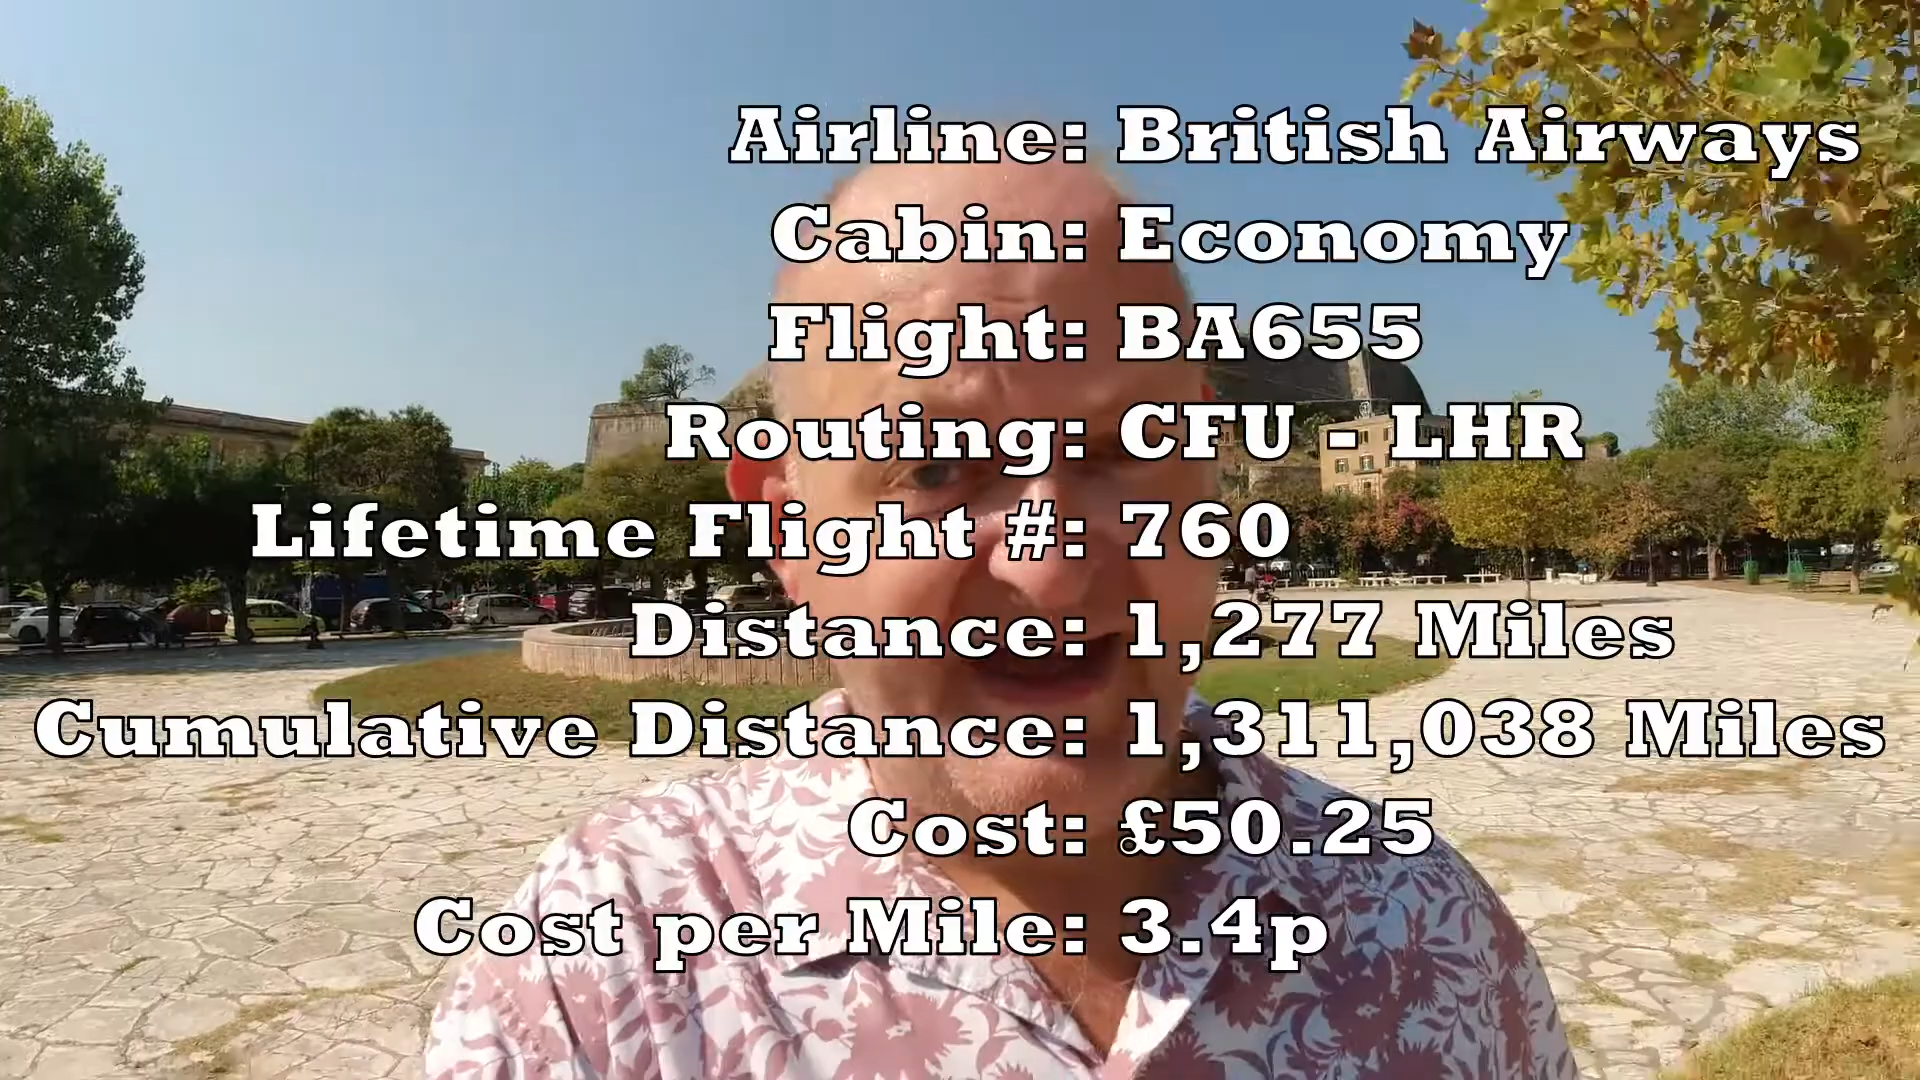 Airline: British Airways
Cabin: Economy
Flight: BA655
Routing: CFU - LHR
Lifetime Flight #: 760
Distance: 1,277 Miles
Cumulative Distance: 1,311,038 Miles
Cost: £50.25
Cost per Mile: 3.4p